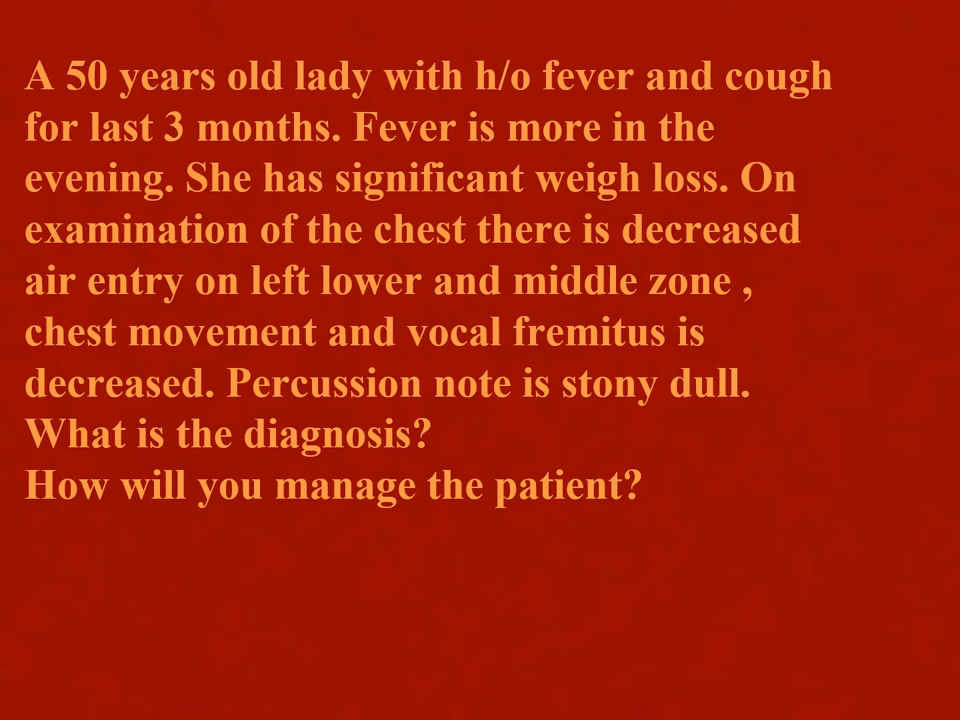 A 50 years old lady with h/o fever and cough
for last 3 months. Fever is more in the
evening. She has significant weigh loss. On
examination of the chest there is decreased
air entry on left lower and middle zone ,
chest movement and vocal fremitus is
decreased. Percussion note is stony dull.
What is the diagnosis?
How will you manage the patient?